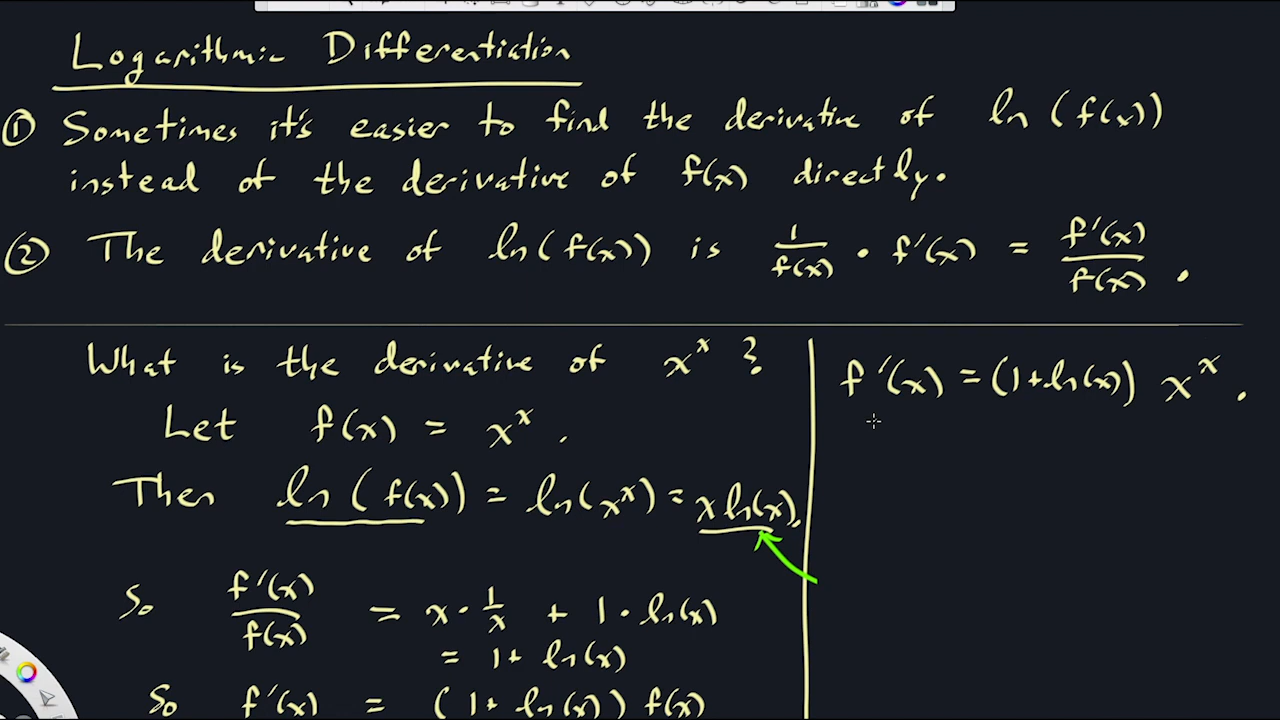 Logarithmic Differentiation
① Sometimes it's easier to find the derivative of ln(f(x))
instead of the derivative of f(x) directly.
② The derivative of ln(f(x)) is 1/f(x) • f'(x) = f'(x)/f(x).
What is the derivative of x^x?
Let f(x) = x^x.
Then ln(f(x)) = ln(x^x) = x ln(x).
So f'(x)/f(x) = x • 1/x + 1 • ln(x)
= 1 + ln(x)
So f'(x) = (1 + ln(x)) f(x)
f'(x) = (1 + ln(x)) x^x.